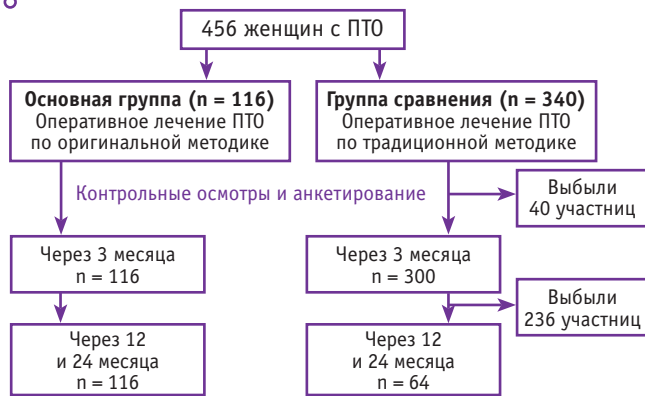 456 женщин с ПТО
Основная группа (n = 116)
Оперативное лечение ПТО
по оригинальной методике
Группа сравнения (n = 340)
Оперативное лечение ПТО
по традиционной методике
Контрольные осмотры и анкетирование
Выбыли
40 участниц
Через 3 месяца
n = 116
Через 3 месяца
n = 300
Выбыли
236 участниц
Через 12
и 24 месяца
n = 116
Через 12
и 24 месяца
n = 64